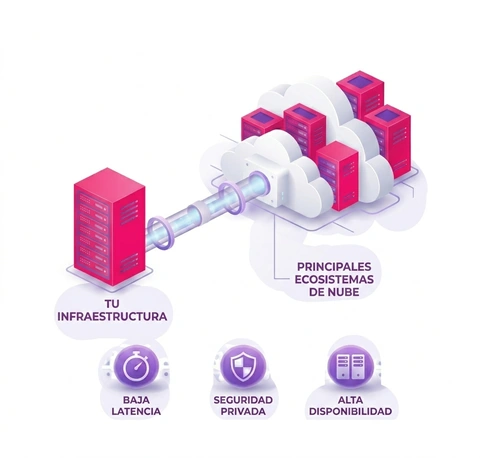 PRINCIPALES
ECOSISTEMAS
DE NUBE
TU
INFRAESTRUCTURA
BAJA
LATENCIA
SEGURIDAD
PRIVADA
ALTA
DISPONIBILIDAD